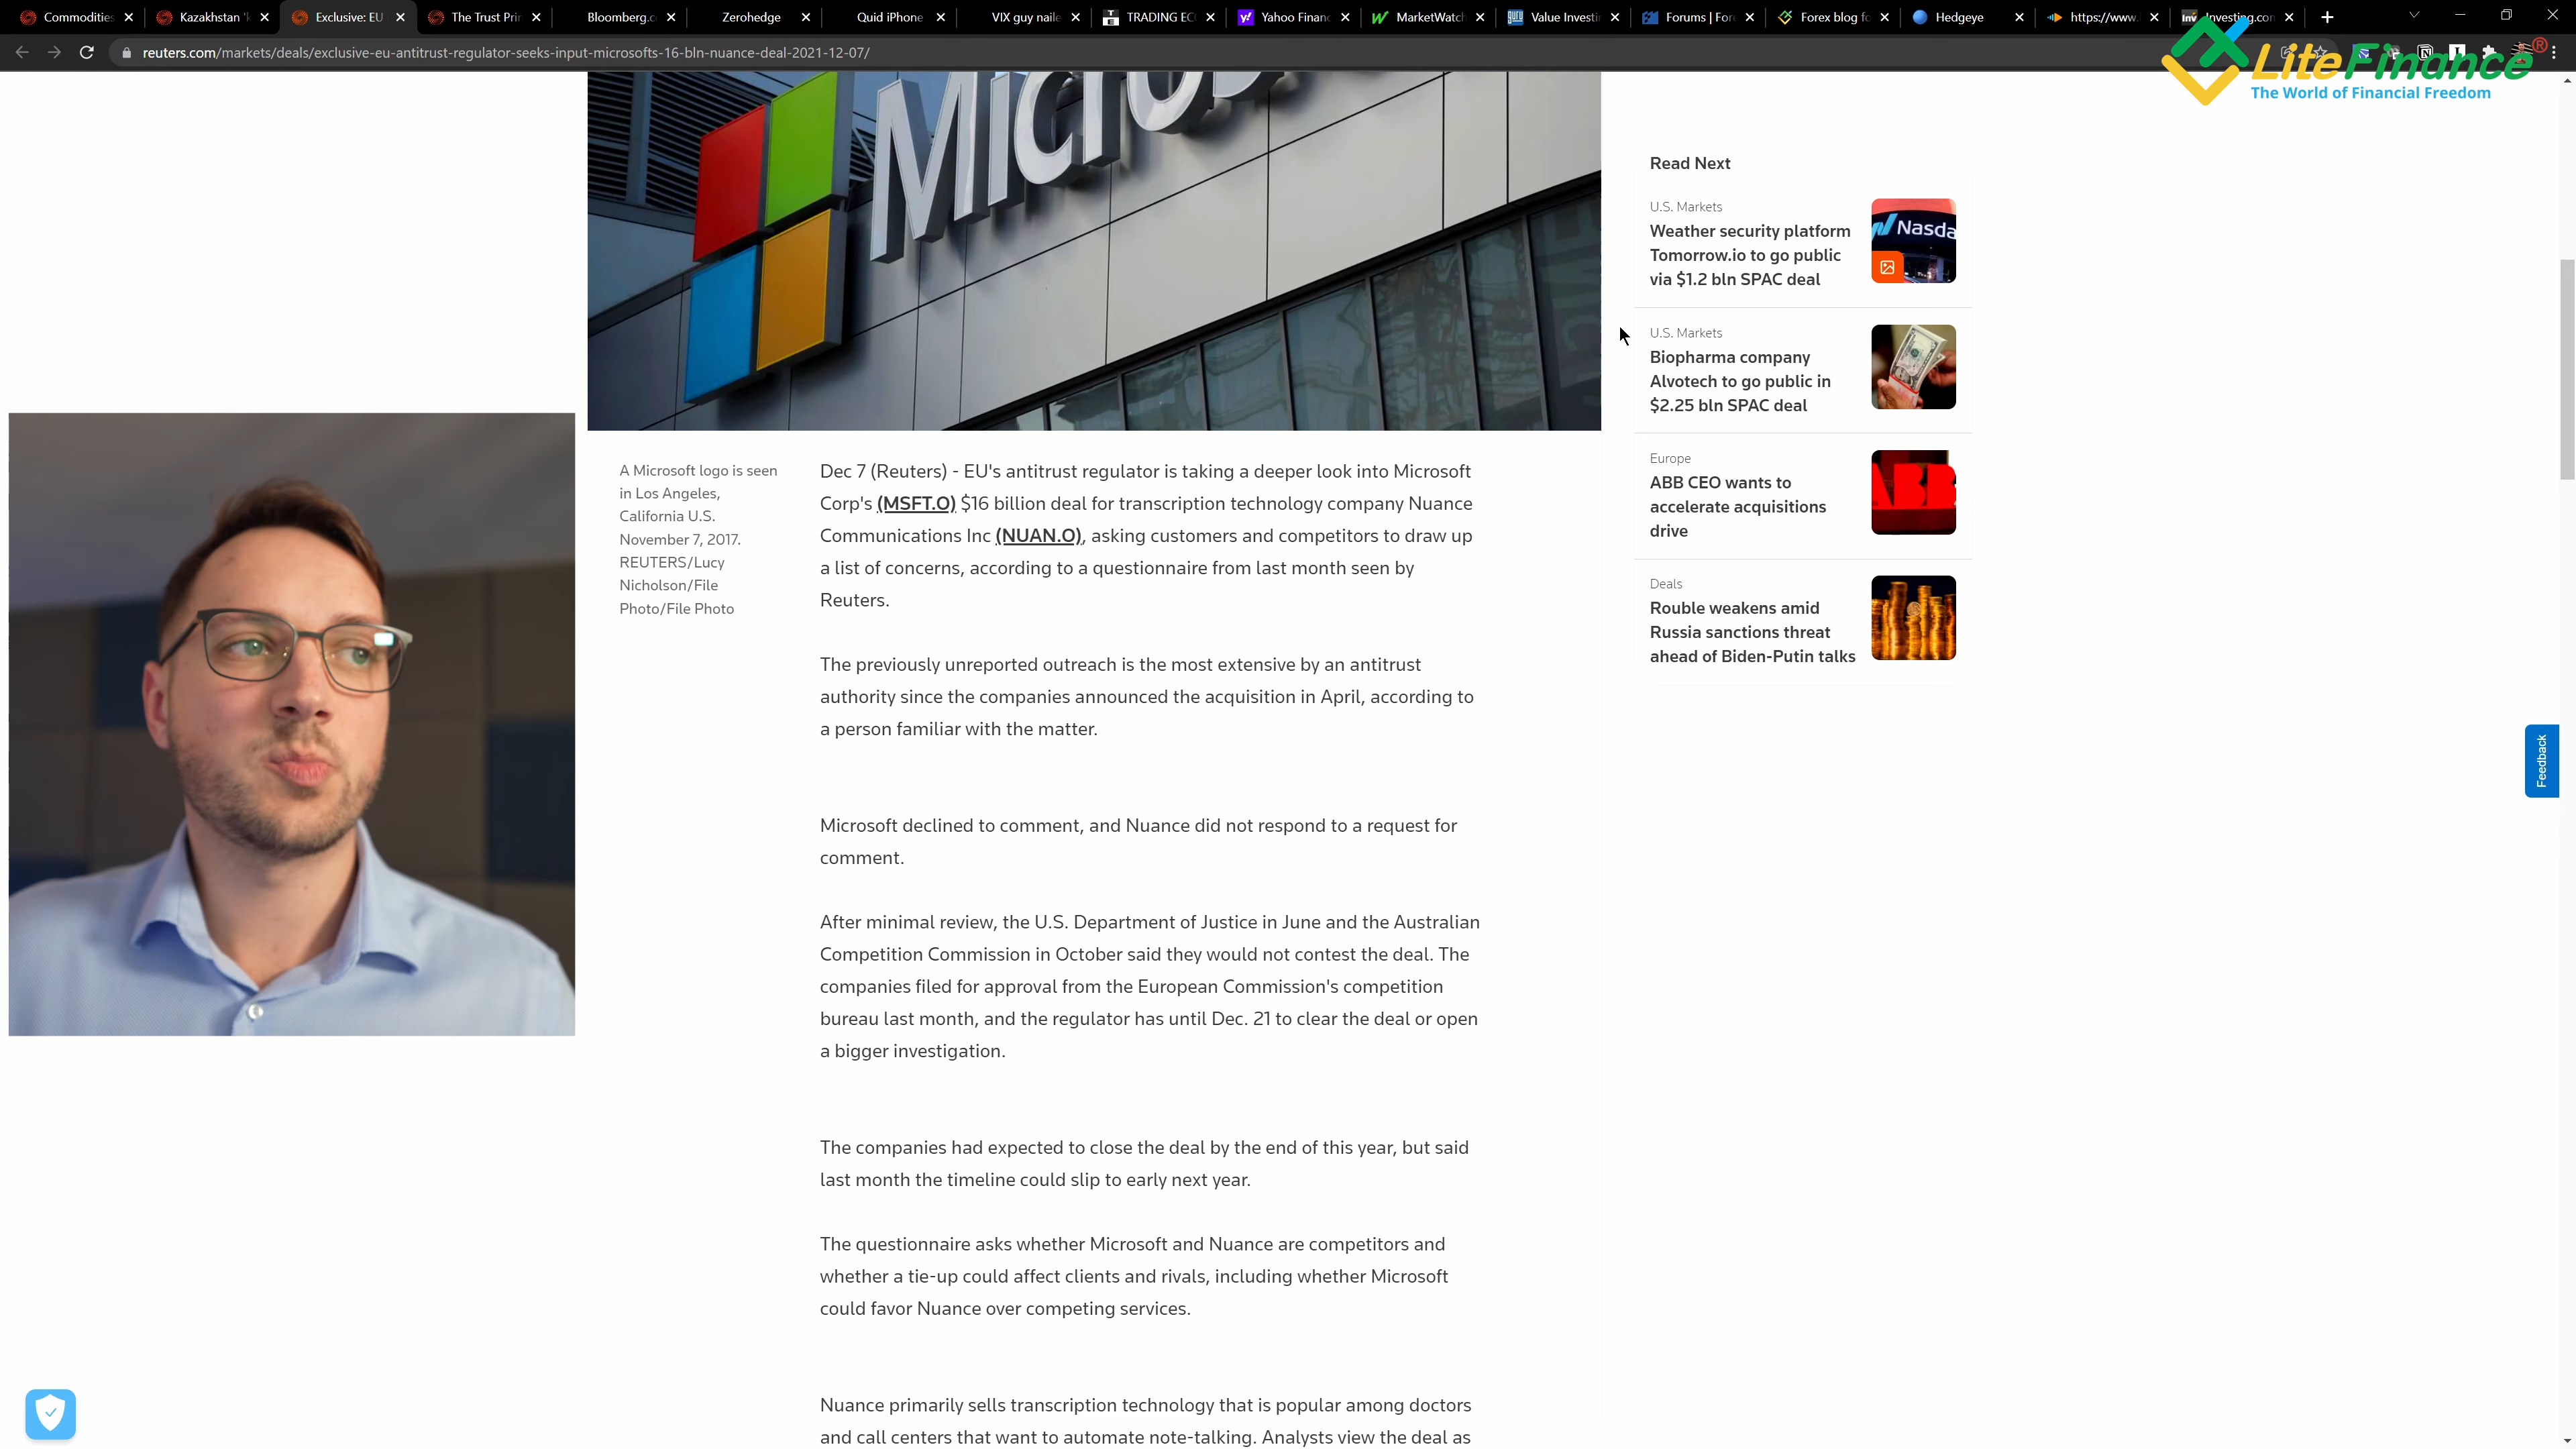 Commodities
Kazakhstan '
Exclusive: EU
The Trust Prin
Bloomberg.c
Zerohedge
Quid iPhone
VIX guy naile
TRADING EC
Yahoo Financ
MarketWatch
Value Investi
Forums | For
Forex blog fo
Hedgeye
https://www.
Investing.com
reuters.com/markets/deals/exclusive-eu-antitrust-regulator-seeks-input-microsofts-16-bln-nuance-deal-2021-12-07/
LiteFinance®
The World of Financial Freedom
Read Next
U.S. Markets
Weather security platform
Tomorrow.io to go public
via $1.2 bln SPAC deal
Nasda
U.S. Markets
Biopharma company
Alvotech to go public in
$2.25 bln SPAC deal
Europe
ABB CEO wants to
accelerate acquisitions
drive
ABB
Deals
Rouble weakens amid
Russia sanctions threat
ahead of Biden-Putin talks
A Microsoft logo is seen
in Los Angeles,
California U.S.
November 7, 2017.
REUTERS/Lucy
Nicholson/File
Photo/File Photo
Dec 7 (Reuters) - EU's antitrust regulator is taking a deeper look into Microsoft
Corp's (MSFT.O) $16 billion deal for transcription technology company Nuance
Communications Inc (NUAN.O), asking customers and competitors to draw up
a list of concerns, according to a questionnaire from last month seen by
Reuters.
The previously unreported outreach is the most extensive by an antitrust
authority since the companies announced the acquisition in April, according to
a person familiar with the matter.
Microsoft declined to comment, and Nuance did not respond to a request for
comment.
After minimal review, the U.S. Department of Justice in June and the Australian
Competition Commission in October said they would not contest the deal. The
companies filed for approval from the European Commission's competition
bureau last month, and the regulator has until Dec. 21 to clear the deal or open
a bigger investigation.
The companies had expected to close the deal by the end of this year, but said
last month the timeline could slip to early next year.
The questionnaire asks whether Microsoft and Nuance are competitors and
whether a tie-up could affect clients and rivals, including whether Microsoft
could favor Nuance over competing services.
Nuance primarily sells transcription technology that is popular among doctors
and call centers that want to automate note-talking. Analysts view the deal as
Feedback